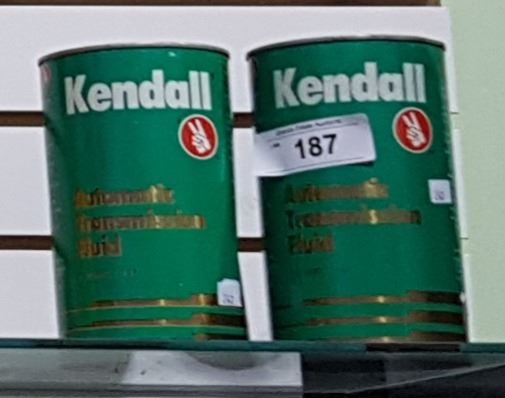 Kendall
Automatic
Transmission
Fluid
Kendall
187
Automatic
Transmission
Fluid